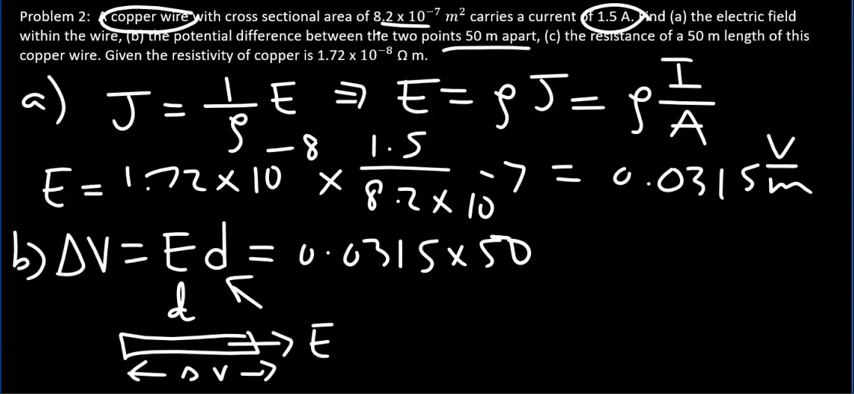 Problem 2: A copper wire with cross sectional area of 8.2 x 10⁻⁷ m² carries a current of 1.5 A. Find (a) the electric field
within the wire, (b) the potential difference between the two points 50 m apart, (c) the resistance of a 50 m length of this
copper wire. Given the resistivity of copper is 1.72 x 10⁻⁸ Ω m.
a) J = 1/ρ E ⇒ E = ρ J = ρ I/A
E = 1.72 × 10⁻⁸ × 1.5/(8.2 × 10⁻⁷) = 0.0315 V/m
b) ΔV = E d = 0.0315 × 50
d
E
ΔV